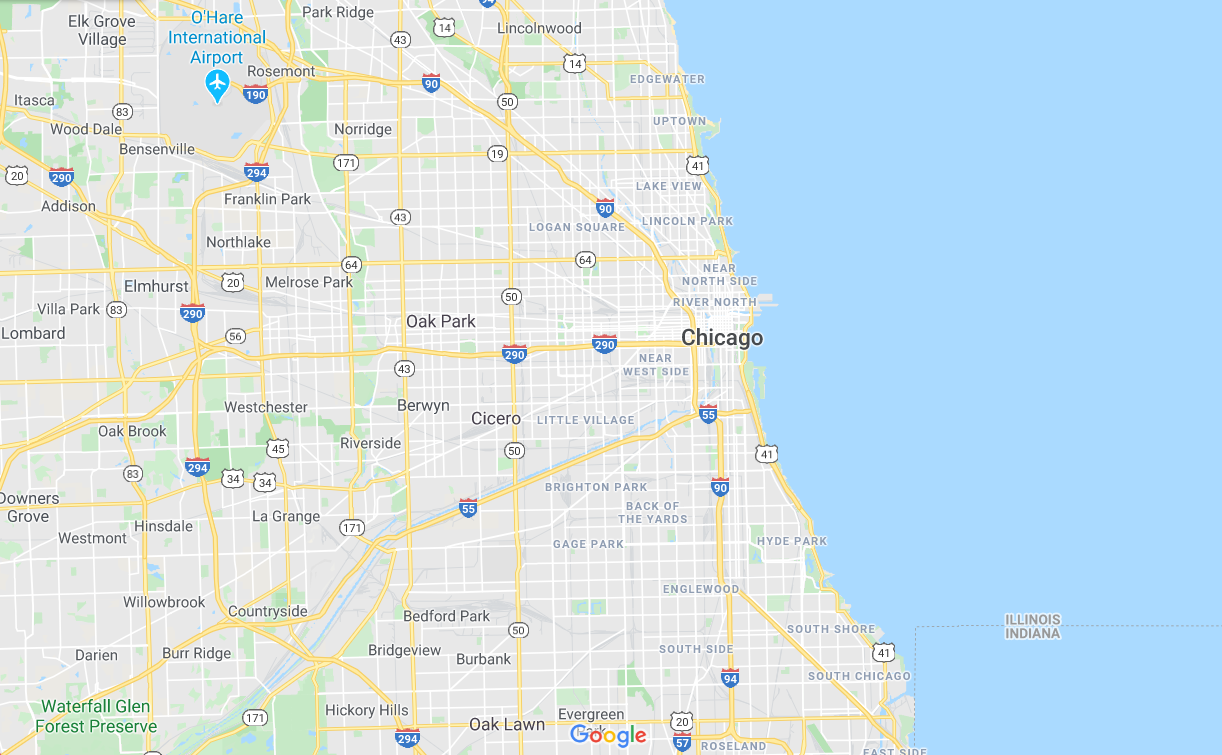 94
Park Ridge
O'Hare
International
Airport
Elk Grove
Village
14
Lincolnwood
43
14
Rosemont
EDGEWATER
90
190
Itasca
50
83
UPTOWN
Wood Dale
Norridge
Bensenville
19
171
41
294
20
290
LAKE VIEW
Franklin Park
Addison
90
43
LINCOLN PARK
LOGAN SQUARE
Northlake
64
64
NEAR
NORTH SIDE
20
Melrose Park
Elmhurst
50
RIVER NORTH
Villa Park
83
290
Oak Park
Lombard
56
Chicago
290
290
NEAR
WEST SIDE
43
Berwyn
Westchester
55
Cicero
LITTLE VILLAGE
Oak Brook
Riverside
45
50
41
294
83
34
34
BRIGHTON PARK
90
Downers
Grove
55
BACK OF
THE YARDS
La Grange
Hinsdale
171
Westmont
GAGE PARK
HYDE PARK
ENGLEWOOD
Willowbrook
Countryside
Bedford Park
ILLINOIS
INDIANA
50
SOUTH SHORE
Darien
Burr Ridge
Bridgeview
Burbank
SOUTH SIDE
41
94
SOUTH CHICAGO
Waterfall Glen
Forest Preserve
171
Hickory Hills
Oak Lawn
Evergreen
20
Google
294
57
ROSELAND
EAST SIDE